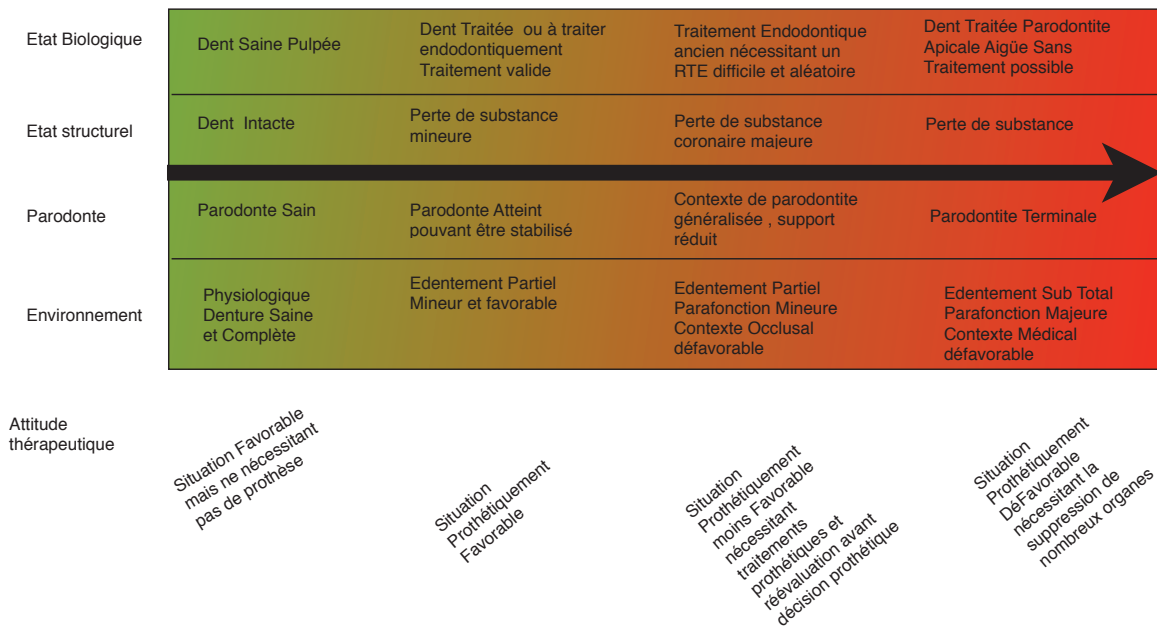 Etat Biologique
Dent Saine Pulpée
Dent Traitée ou à traiter
endodontiquement
Traitement valide
Traitement Endodontique
ancien nécessitant un
RTE difficile et aléatoire
Dent Traitée Parodontite
Apicale Aigüe Sans
Traitement possible
Etat structurel
Dent Intacte
Perte de substance
mineure
Perte de substance
coronaire majeure
Perte de substance
Parodonte
Parodonte Sain
Parodonte Atteint
pouvant être stabilisé
Contexte de parodontite
généralisée , support
réduit
Parodontite Terminale
Environnement
Physiologique
Denture Saine
et Complète
Edentement Partiel
Mineur et favorable
Edentement Partiel
Parafonction Mineure
Contexte Occlusal
défavorable
Edentement Sub Total
Parafonction Majeure
Contexte Médical
défavorable
Attitude
thérapeutique
Situation Favorable
mais ne nécessitant
pas de prothèse
Situation
Prothétiquement
Favorable
Situation
Prothétiquement
moins Favorable
nécessitant
traitements
prothétiques et
réévaluation avant
décision prothétique
Situation
Prothétiquement
DéFavorable
nécessitant la
suppression de
nombreux organes